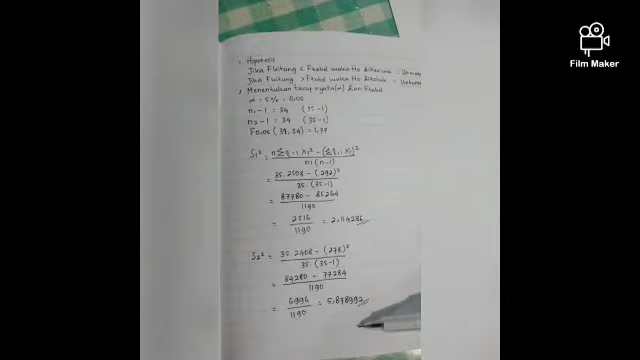 1 Hipotesis
Jika Fhitung < Ftabel maka Ho diterima =
Jika Fhitung > Ftabel maka Ho ditolak =
2 Menentukan taraf nyata (α) dan Ftabel
α = 5% = 0,05
n1 - 1 = 34 (35-1)
n2 - 1 = 34 (35-1)
F0,05 (34, 34) = 1,77
S1² = nΣ i=1 X1² - (Σ i=1 X1)²
n1 (n-1)
= 35.2508 - (292)²
35 . (35-1)
= 87780 - 85264
1190
= 2516 = 2,114286
1190
S2² = 35.2408 - (278)²
35 . (35-1)
= 84280 - 77284
1190
= 6996 = 5,878992
1190
Film Maker